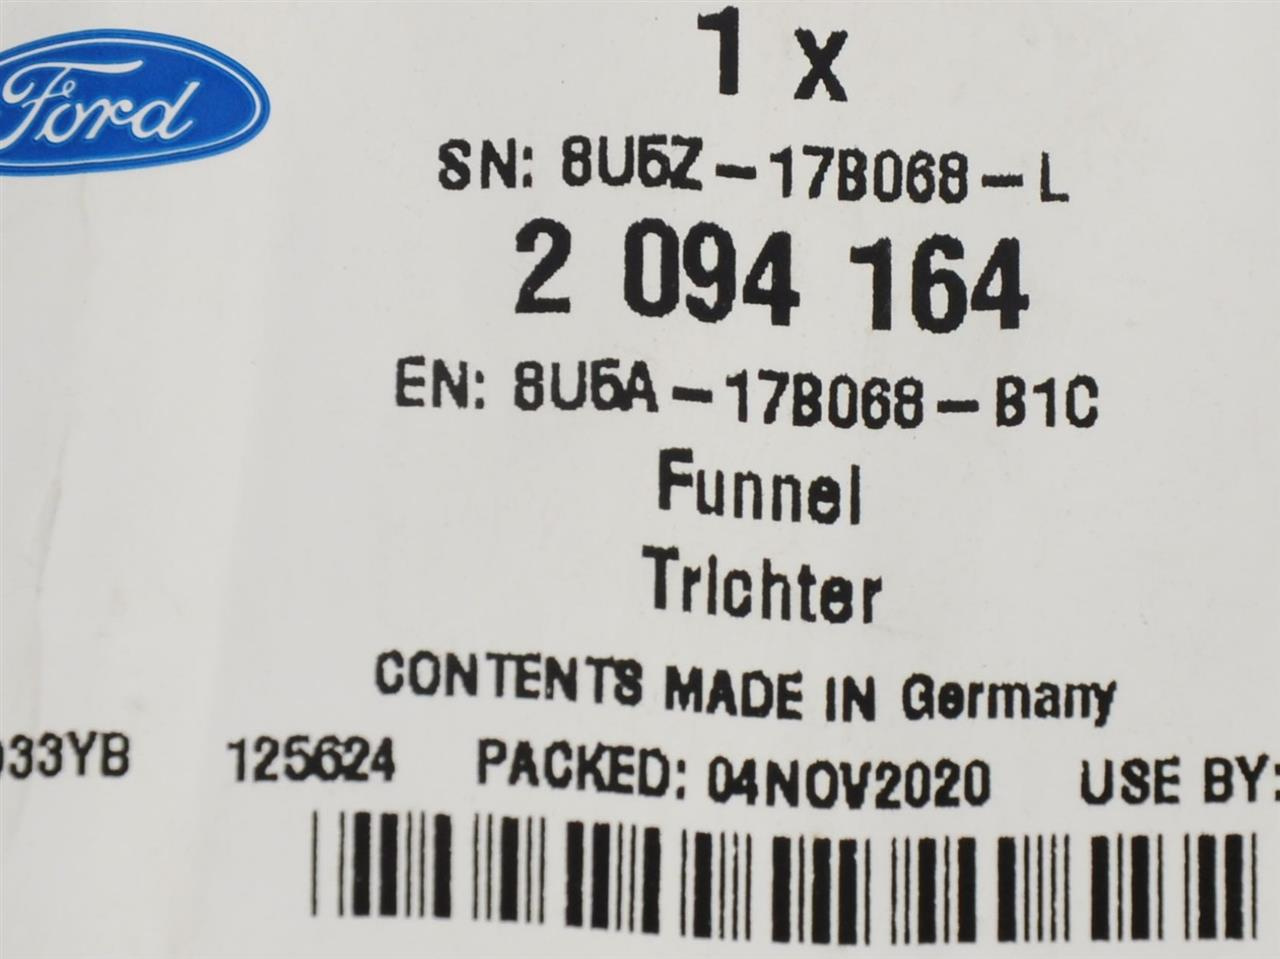 Ford
1 x
SN: 8U5Z-17B068-L
2 094 164
EN: 8U5A-17B068-B1C
Funnel
Trichter
CONTENTS MADE IN Germany
033YB 125624 PACKED: 04NOV2020 USE BY: